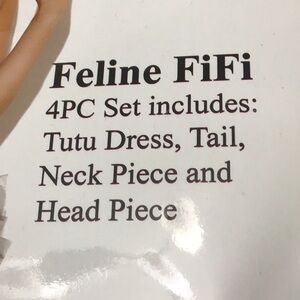 Feline FiFi
4PC Set includes:
Tutu Dress, Tail,
Neck Piece and
Head Piece